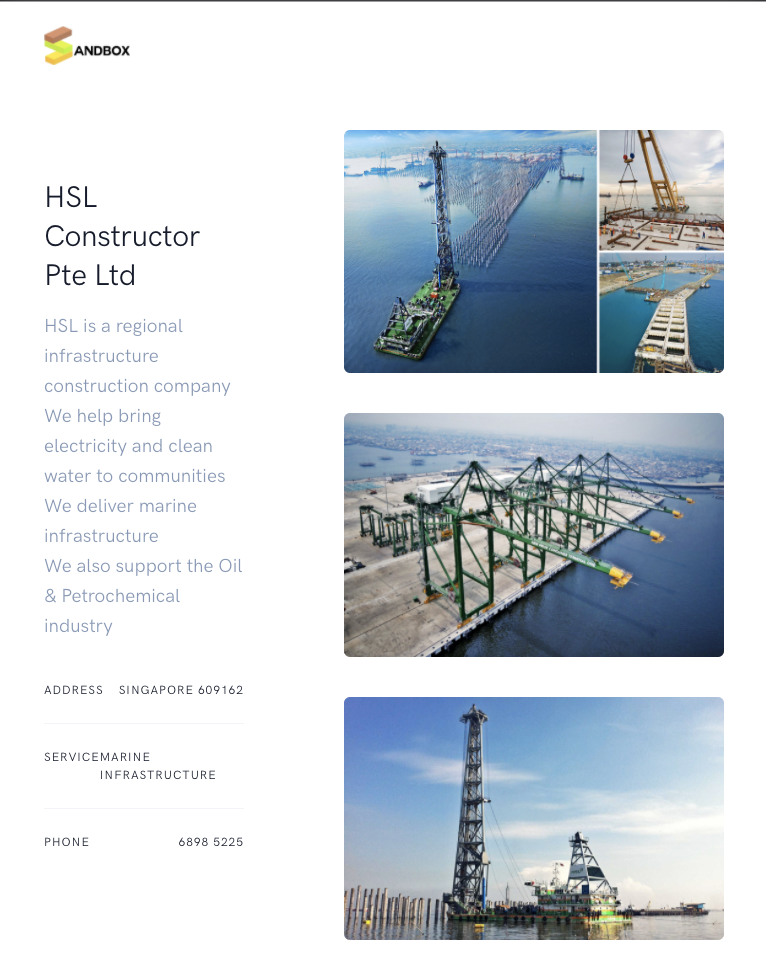 SANDBOX
HSL
Constructor
Pte Ltd
HSL is a regional
infrastructure
construction company
We help bring
electricity and clean
water to communities
We deliver marine
infrastructure
We also support the Oil
& Petrochemical
industry
ADDRESS SINGAPORE 609162
SERVICE MARINE
INFRASTRUCTURE
PHONE 6898 5225